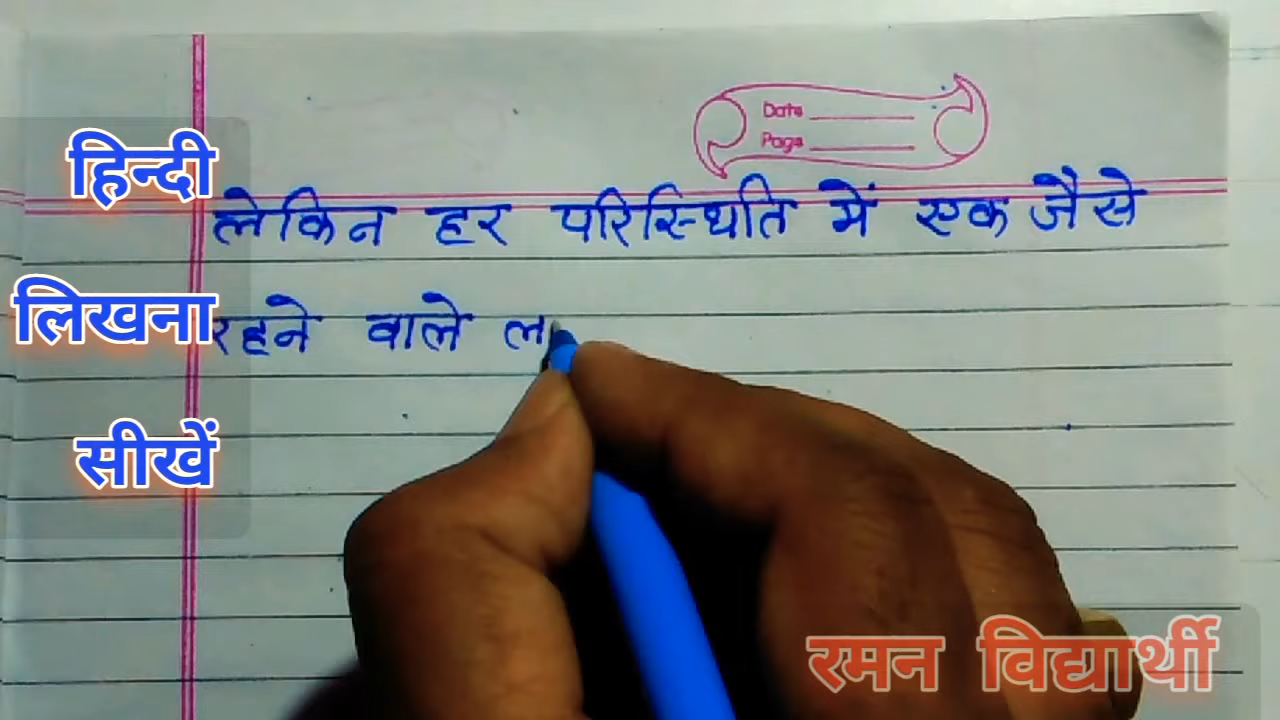 Date
Page
हिन्दी
लिखना
सीखें
लेकिन हर परिस्थिति में एक जैसे
रहने वाले
रमन विद्यार्थी